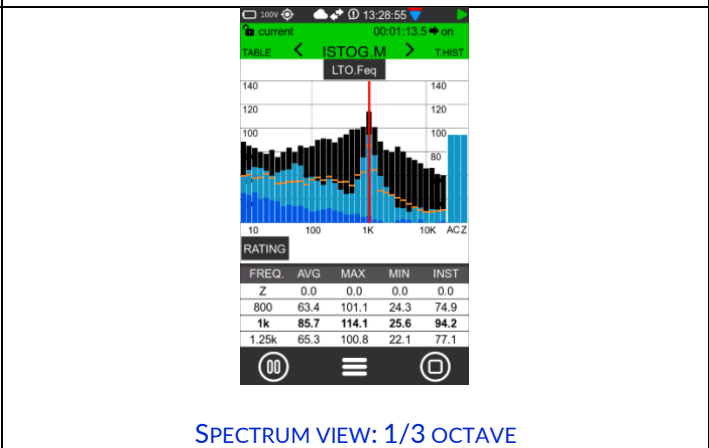 100V 13:28:55
current 00:01:13.5 on
TABLE < ISTOG.M > T.HIST
LTO.Feq
140 140
120 120
100 100
80
10 100 1K 10K A C Z
RATING
FREQ. AVG MAX MIN INST
Z 0.0 0.0 0.0 0.0
800 63.4 101.1 24.3 74.9
1k 85.7 114.1 25.6 94.2
1.25k 65.3 100.8 22.1 77.1
SPECTRUM VIEW: 1/3 OCTAVE